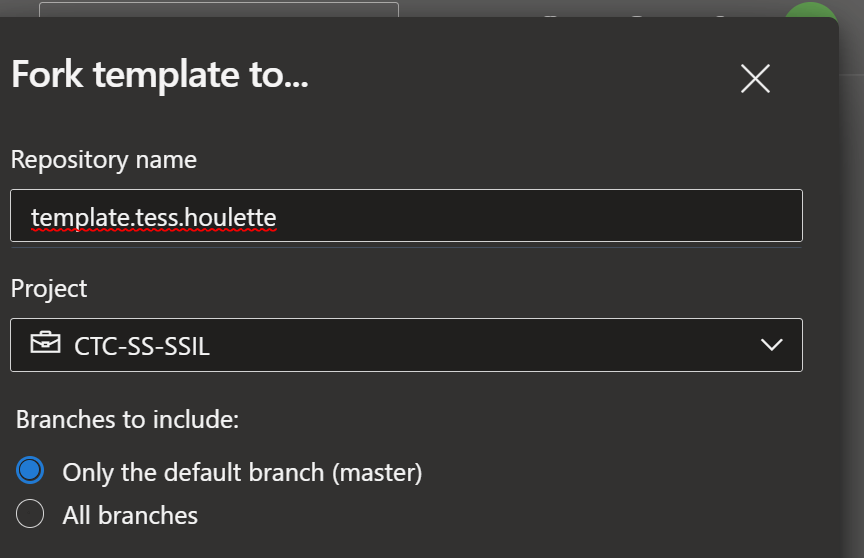 Fork template to...
Repository name
template.tess.houlette
Project
CTC-SS-SSIL
Branches to include:
Only the default branch (master)
All branches